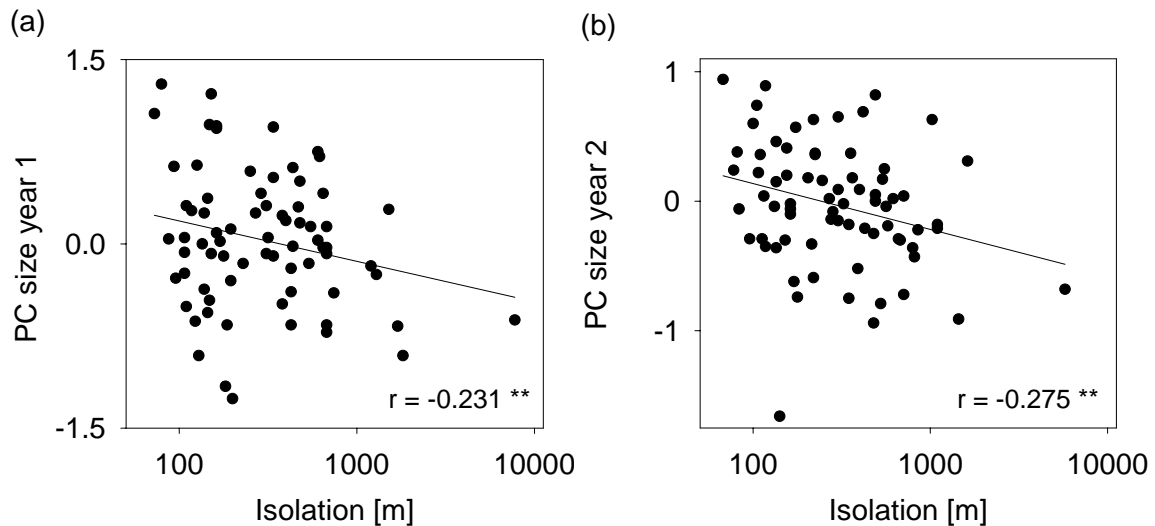 (a)
1.5
0.0
-1.5
PC size year 1
r = -0.231 **
100
1000
10000
Isolation [m]
(b)
1
0
-1
PC size year 2
r = -0.275 **
100
1000
10000
Isolation [m]